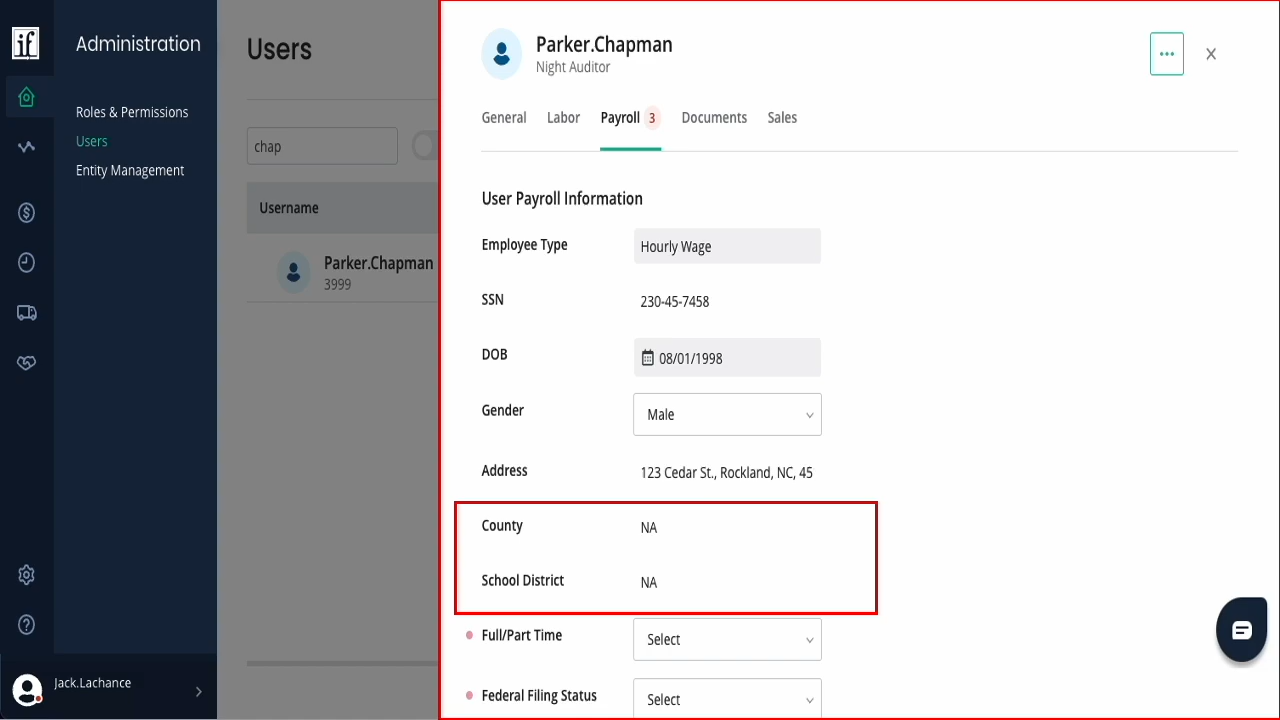 if
Administration
Roles & Permissions
Users
Entity Management
Jack.Lachance
Users
chap
Username
Parker.Chapman
3999
Parker.Chapman
Night Auditor
General Labor Payroll 3 Documents Sales
User Payroll Information
Employee Type Hourly Wage
SSN 230-45-7458
DOB 08/01/1998
Gender Male
Address 123 Cedar St., Rockland, NC, 45
County NA
School District NA
Full/Part Time Select
Federal Filing Status Select